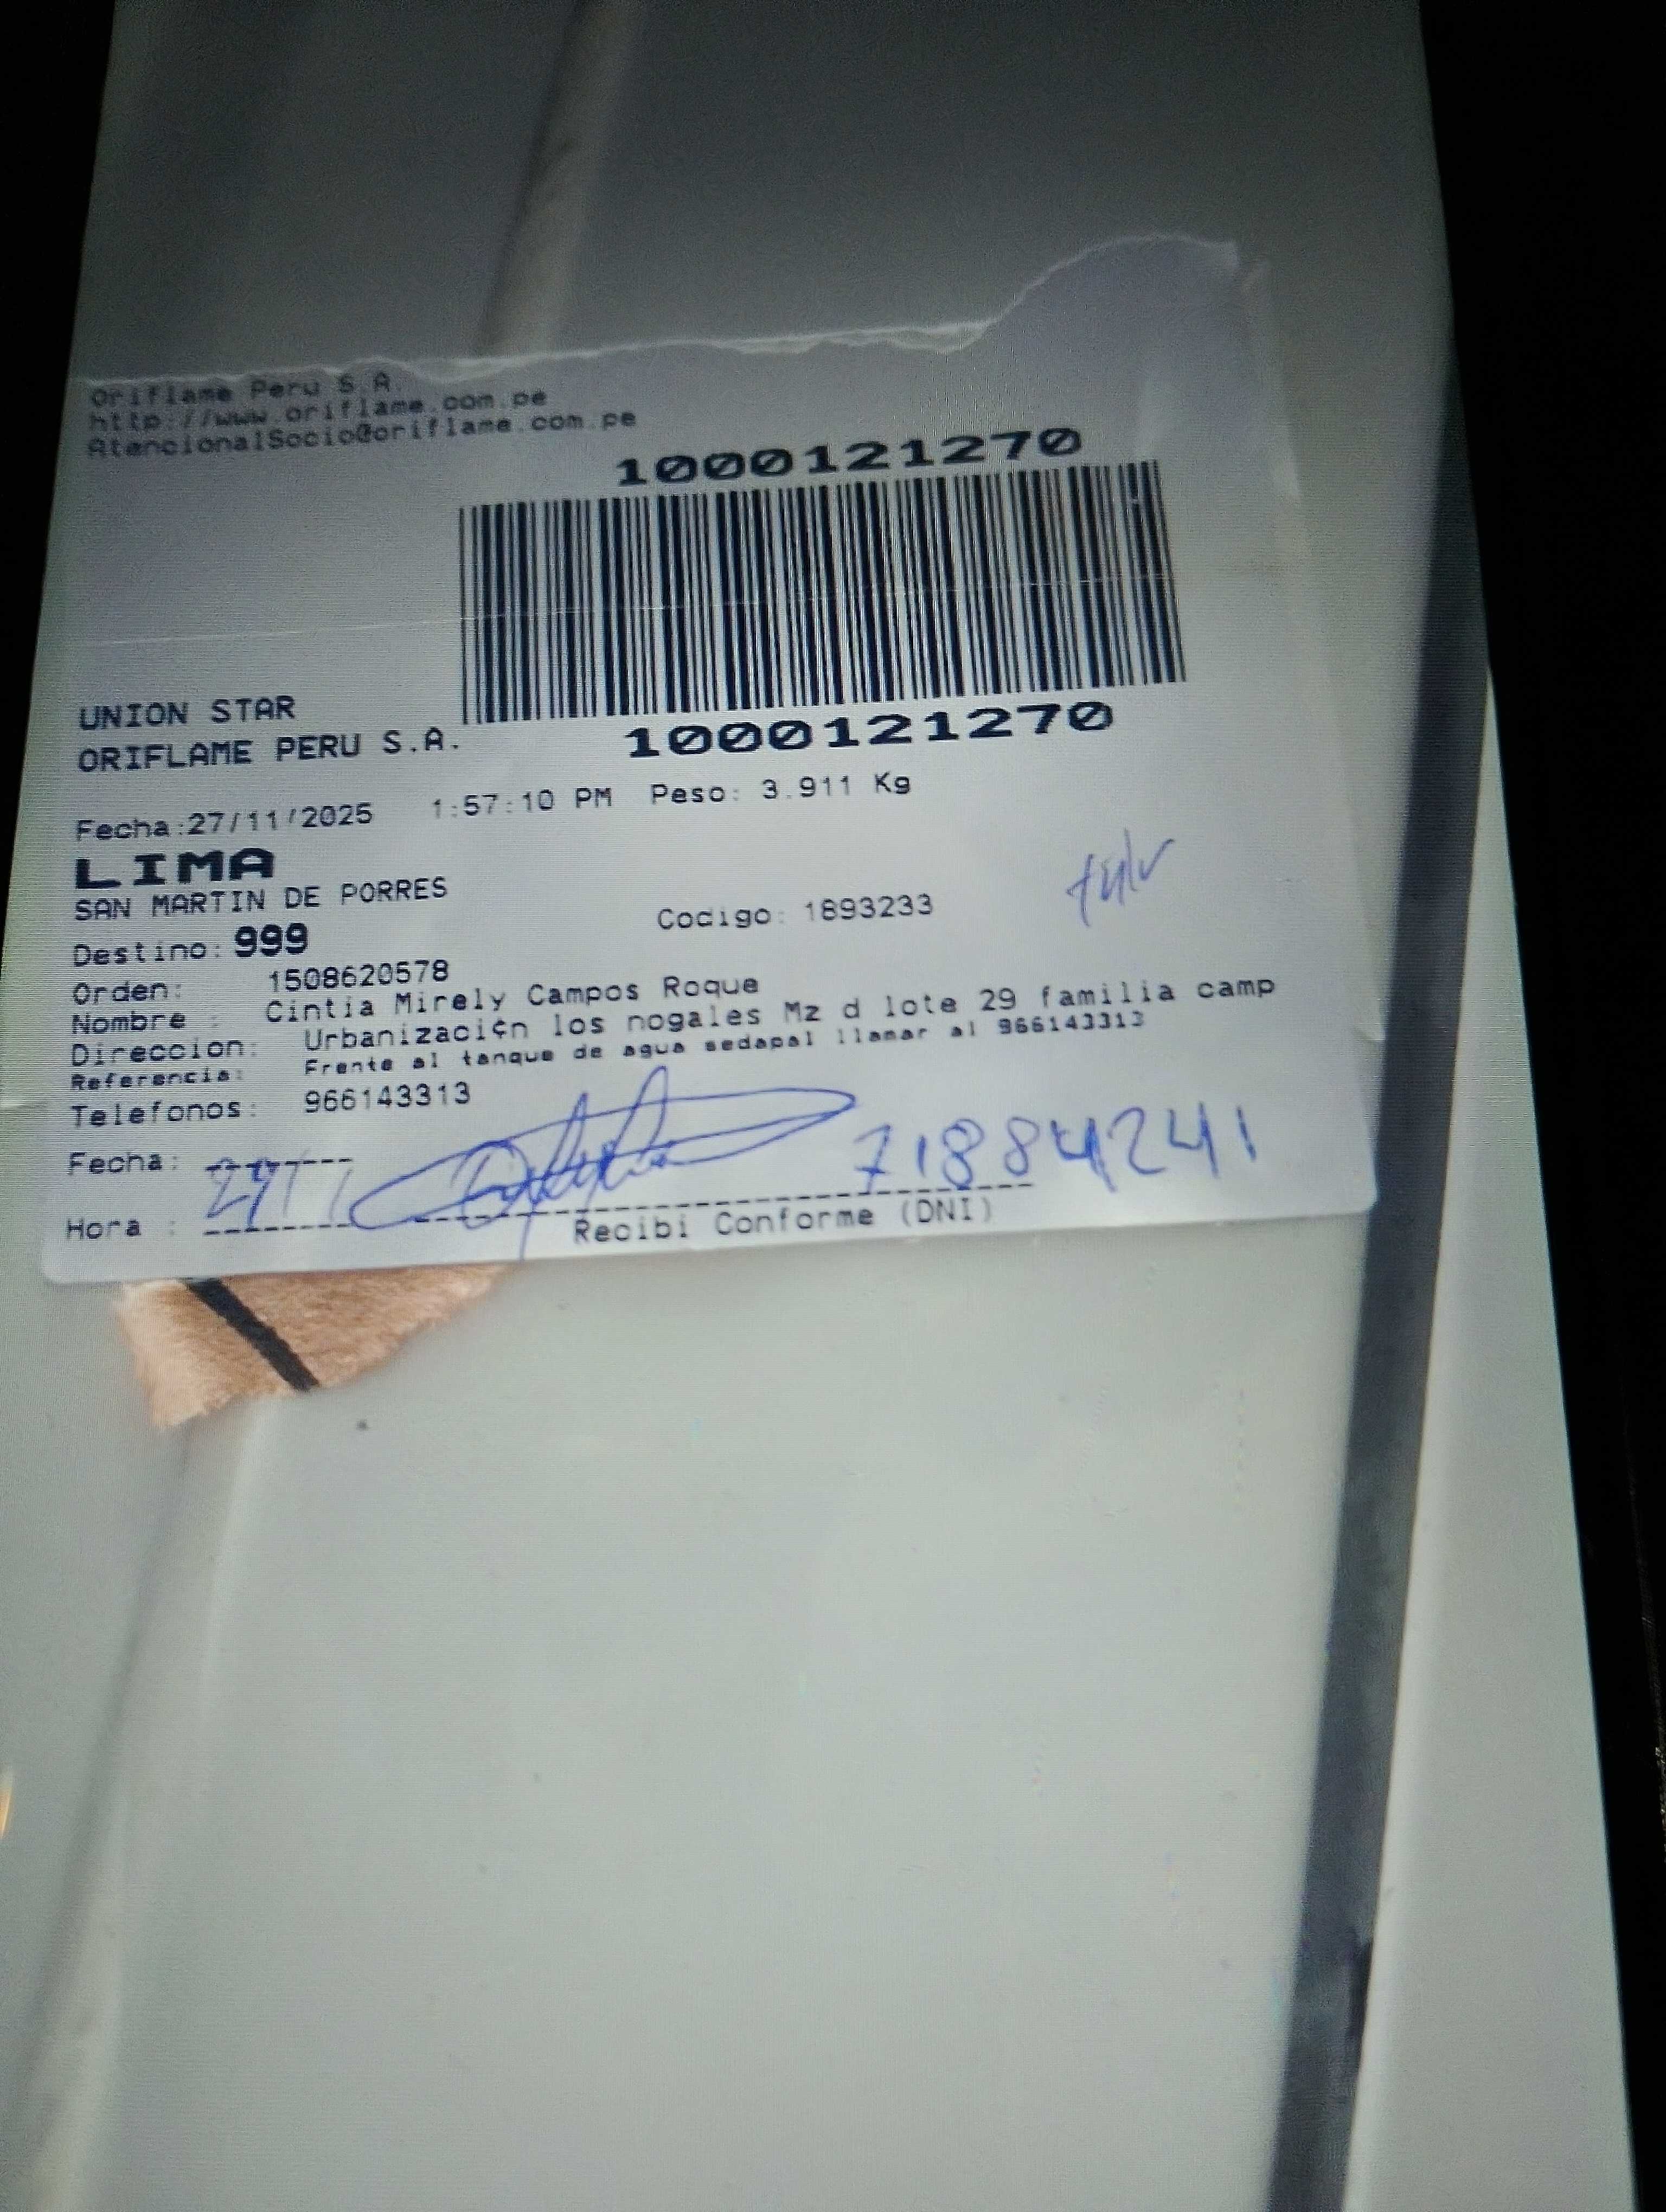 Oriflame Peru S.A.
http://www.oriflame.com.pe
AtencionalSocio@oriflame.com.pe
1000121270
UNION STAR
ORIFLAME PERU S.A.
1000121270
Fecha:27/11/2025 1:57:10 PM Peso: 3.911 Kg
LIMA
SAN MARTIN DE PORRES
Destino: 999 Codigo: 1893233
Orden: 1508620578
Nombre : Cintia Mirely Campos Roque
Direccion: Urbanizaci¢n los nogales Mz d lote 29 familia camp
Referencia: Frente al tanque de agua sedapal llamar al 966143313
Telefonos: 966143313
Fecha:
71884241
Hora :
Recibi Conforme (DNI)